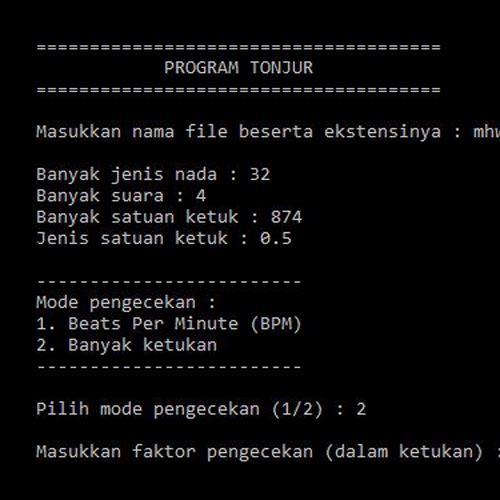 ======================================
PROGRAM TONJUR
======================================
Masukkan nama file beserta ekstensinya :
Banyak jenis nada : 32
Banyak suara : 4
Banyak satuan ketuk : 874
Jenis satuan ketuk : 0.5
-------------------------
Mode pengecekan :
1. Beats Per Minute (BPM)
2. Banyak ketukan
-------------------------
Pilih mode pengecekan (1/2) : 2
Masukkan faktor pengecekan (dalam ketukan) :